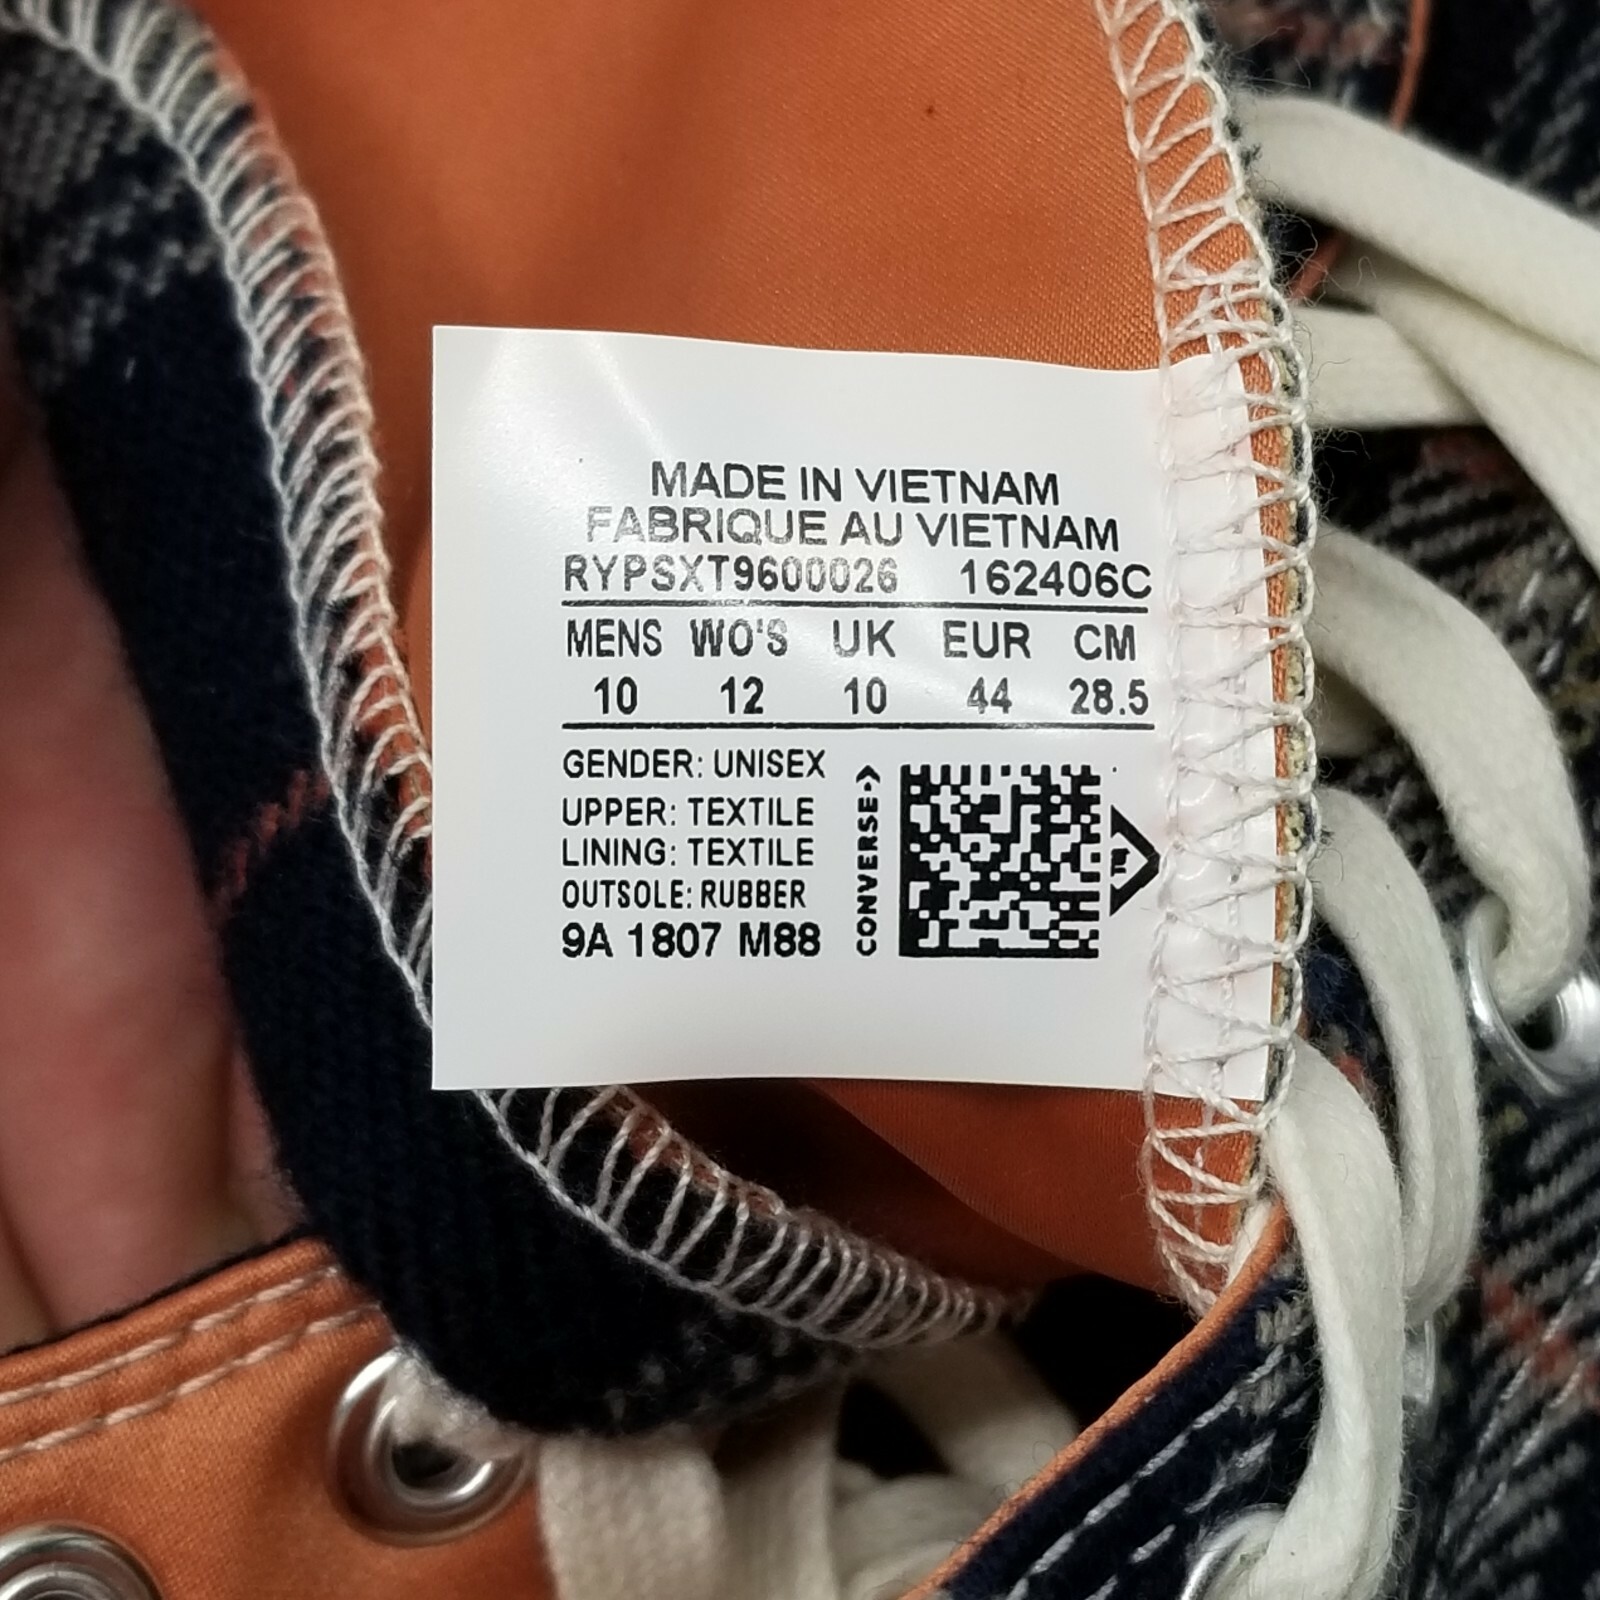 MADE IN VIETNAM
FABRIQUE AU VIETNAM
RYPSXT9600026 162406C
MENS WO'S UK EUR CM
10 12 10 44 28.5
GENDER: UNISEX
UPPER: TEXTILE
LINING: TEXTILE
OUTSOLE: RUBBER
9A 1807 M88
CONVERSE